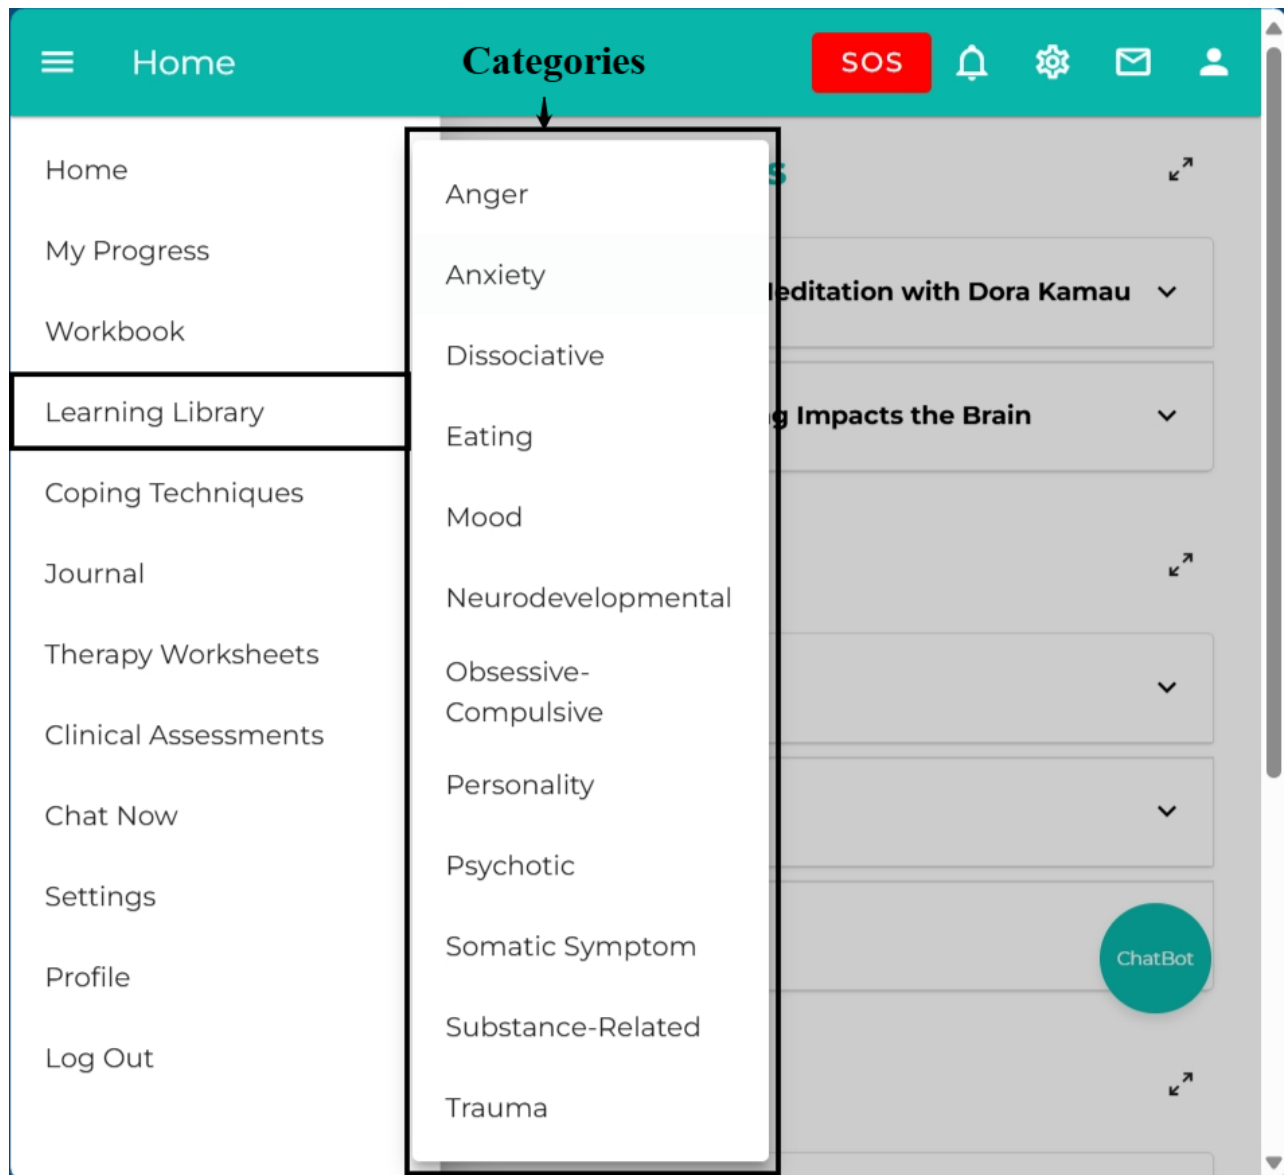 Home
Categories
SOS
Home
My Progress
Workbook
Learning Library
Coping Techniques
Journal
Therapy Worksheets
Clinical Assessments
Chat Now
Settings
Profile
Log Out
Anger
Anxiety
Dissociative
Eating
Mood
Neurodevelopmental
Obsessive-
Compulsive
Personality
Psychotic
Somatic Symptom
Substance-Related
Trauma
with Dora Kamau
Impacts the Brain
ChatBot